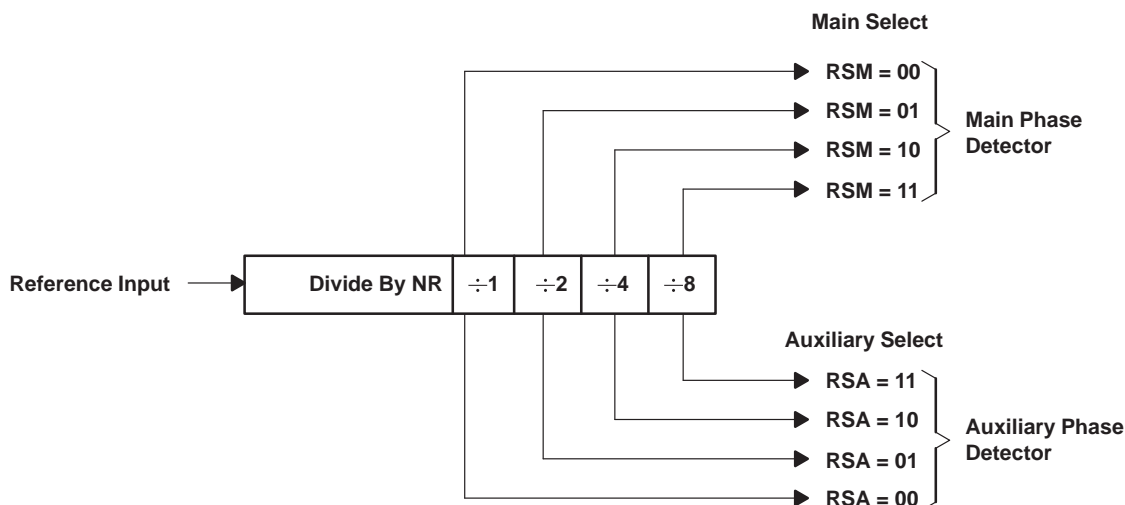 Main Select
RSM = 00
RSM = 01
RSM = 10
RSM = 11
Main Phase
Detector
Reference Input
Divide By NR
÷1
÷2
÷4
÷8
Auxiliary Select
RSA = 11
RSA = 10
RSA = 01
RSA = 00
Auxiliary Phase
Detector